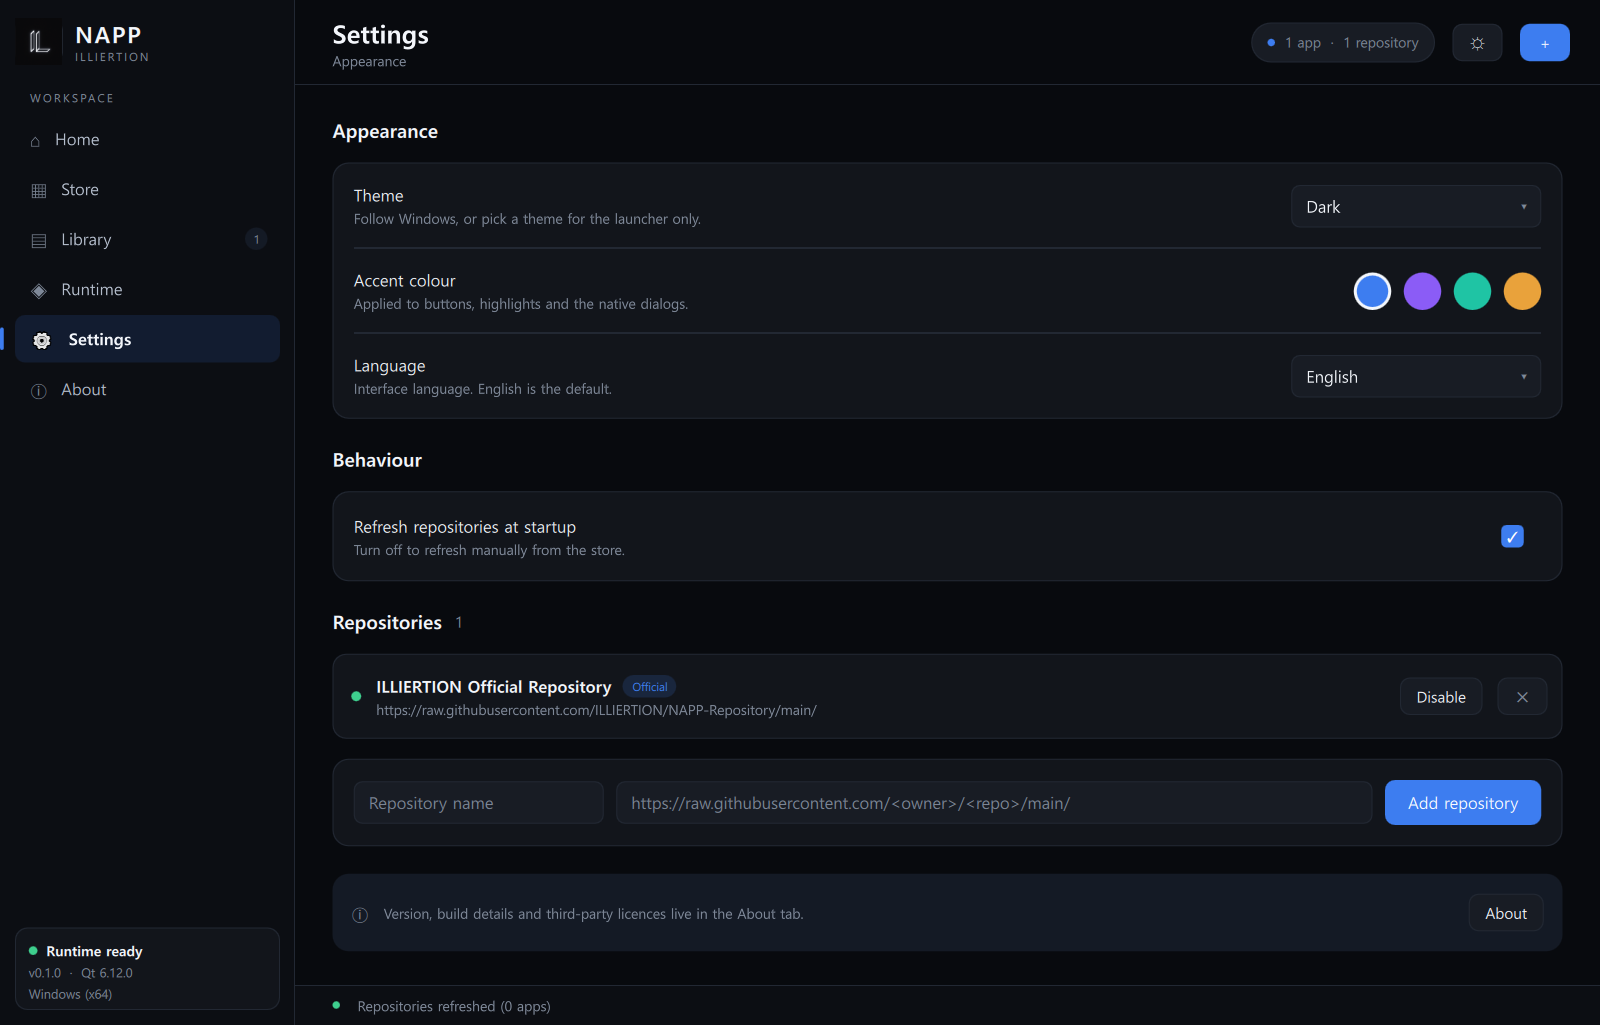 NAPP
ILLIERTION
WORKSPACE
Home
Store
Library 1
Runtime
Settings
About
Runtime ready
v0.1.0 · Qt 6.12.0
Windows (x64)
Settings
Appearance
1 app · 1 repository
+
Appearance
Theme
Follow Windows, or pick a theme for the launcher only.
Dark
Accent colour
Applied to buttons, highlights and the native dialogs.
Language
Interface language. English is the default.
English
Behaviour
Refresh repositories at startup
Turn off to refresh manually from the store.
Repositories 1
ILLIERTION Official Repository Official
https://raw.githubusercontent.com/ILLIERTION/NAPP-Repository/main/
Disable
Repository name
https://raw.githubusercontent.com/<owner>/<repo>/main/
Add repository
Version, build details and third-party licences live in the About tab.
About
Repositories refreshed (0 apps)